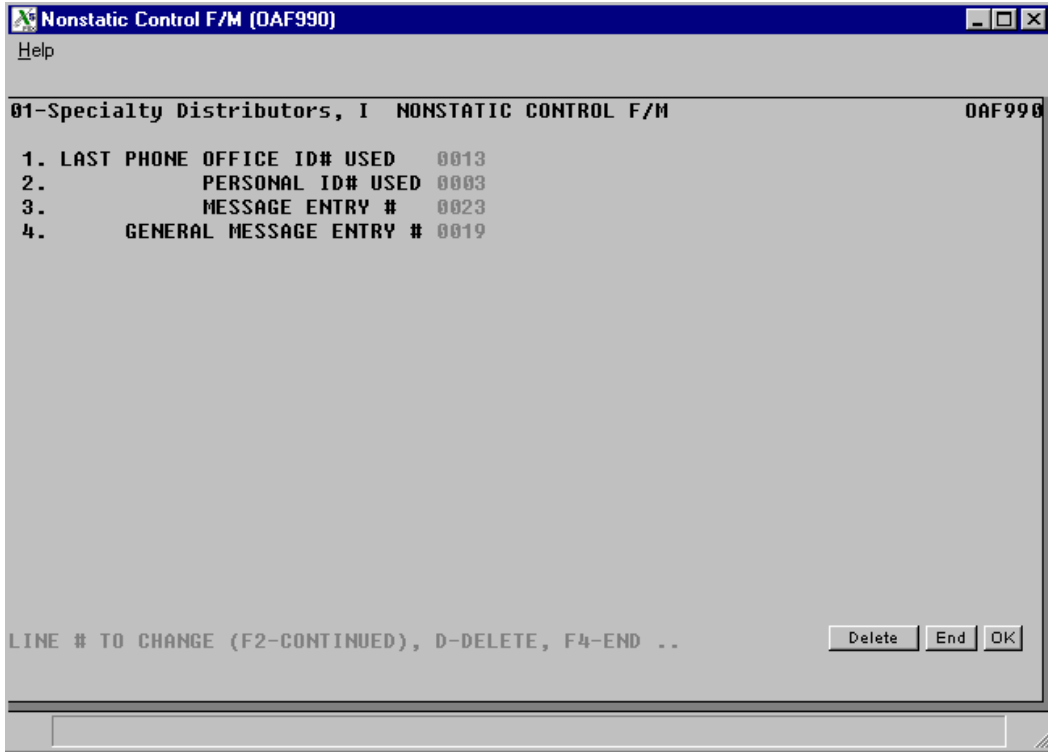 Nonstatic Control F/M (OAF990)
Help
01-Specialty Distributors, I NONSTATIC CONTROL F/M OAF990
1. LAST PHONE OFFICE ID# USED 0013
2. PERSONAL ID# USED 0003
3. MESSAGE ENTRY # 0023
4. GENERAL MESSAGE ENTRY # 0019
LINE # TO CHANGE (F2-CONTINUED), D-DELETE, F4-END .. Delete End OK